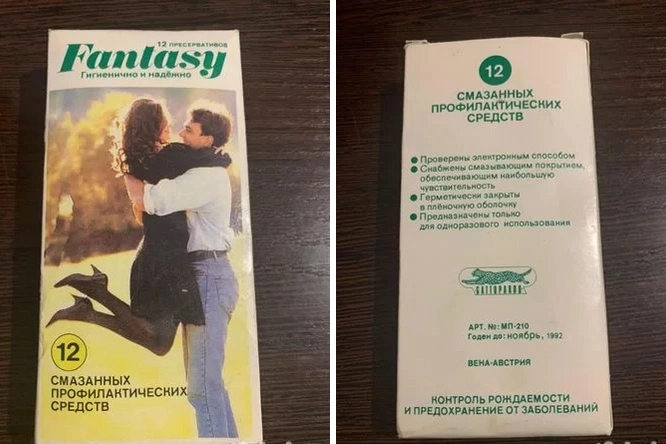 12 ПРЕСЕРВАТИВОВ
Fantasy
Гигиенично и надёжно
12
СМАЗАННЫХ
ПРОФИЛАКТИЧЕСКИХ
СРЕДСТВ
12
СМАЗАННЫХ
ПРОФИЛАКТИЧЕСКИХ
СРЕДСТВ
● Проверены электронным способом
● Снабжены смазывающим покрытием,
обеспечивающим наибольшую
чувствительность
● Герметически закрыты
в плёночную оболочку
● Предназначены только
для одноразового использования
GATTOPARDO
АРТ. №: МП-210
Годен до: ноябрь, 1992
ВЕНА-АВСТРИЯ
КОНТРОЛЬ РОЖДАЕМОСТИ
И ПРЕДОХРАНЕНИЕ ОТ ЗАБОЛЕВАНИЙ